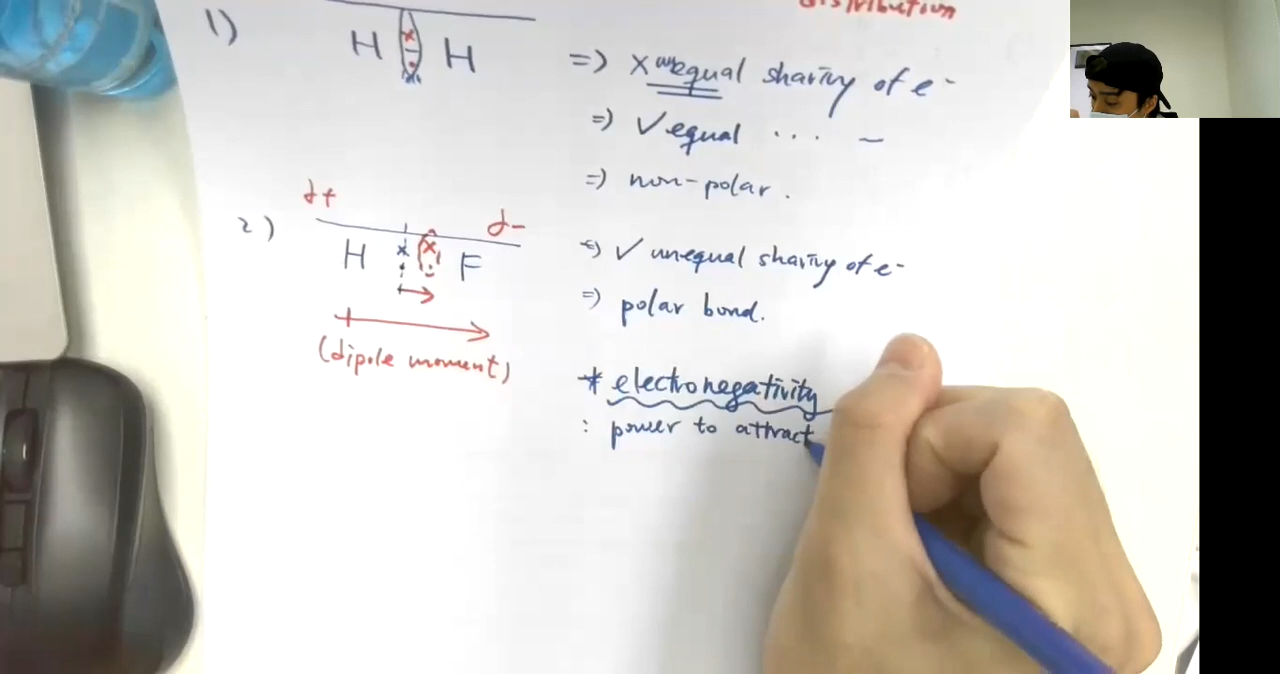 distribution
1)
H × H
=> × unequal sharing of e-
=> ✓ equal ... -
=> non-polar.
δ+ δ-
2)
H × × F
=> ✓ unequal sharing of e-
=> polar bond.
(dipole moment)
* electronegativity
: power to attract